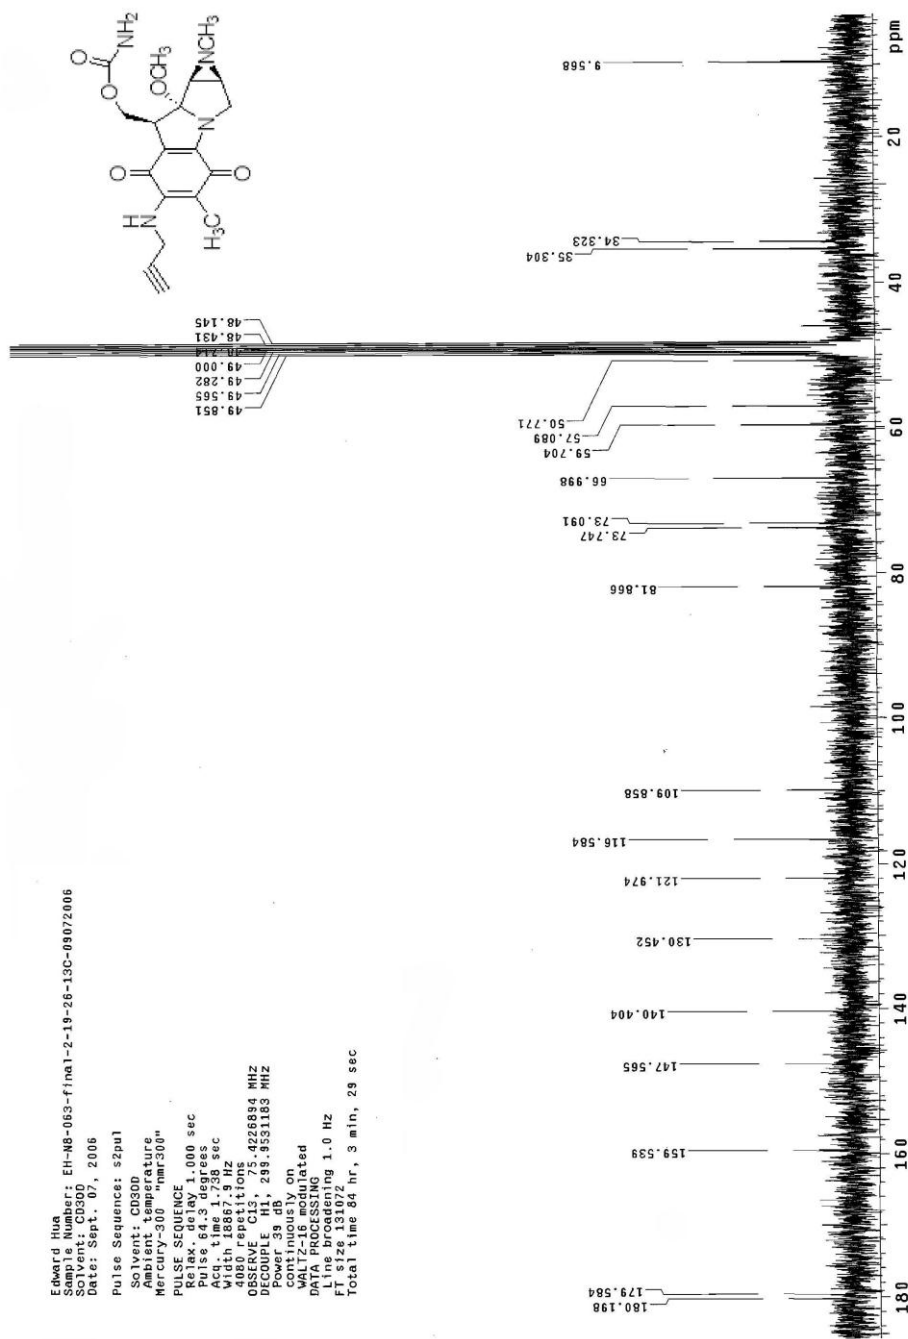 Edward Hua
Sample Number: EH-N8-063-final-2-19-26-13C-09072006
Solvent: CD3OD
Date: Sept. 07, 2006
Pulse Sequence: s2pul
Solvent: CD3OD
Ambient temperature
Mercury-300 "nmr300"
PULSE SEQUENCE
Relax. delay 1.000 sec
Pulse 64.3 degrees
Acq. time 1.738 sec
Width 18867.9 Hz
40800 repetitions
OBSERVE C13, 75.4226894 MHz
DECOUPLE H1, 299.9531183 MHz
Power 39 dB
continuously on
WALTZ-16 modulated
DATA PROCESSING
Line broadening 1.0 Hz
FT size 131072
Total time 84 hr, 3 min, 29 sec
O
NH2
O
OCH3
NCH3
O
N
H
N
H3C
O
180.198
179.584
159.539
147.565
140.404
130.452
121.974
116.584
109.858
81.866
73.747
73.091
66.998
59.704
57.089
50.771
49.851
49.565
49.282
49.000
48.714
48.431
48.145
35.304
34.323
9.568
180
160
140
120
100
80
60
40
20
ppm